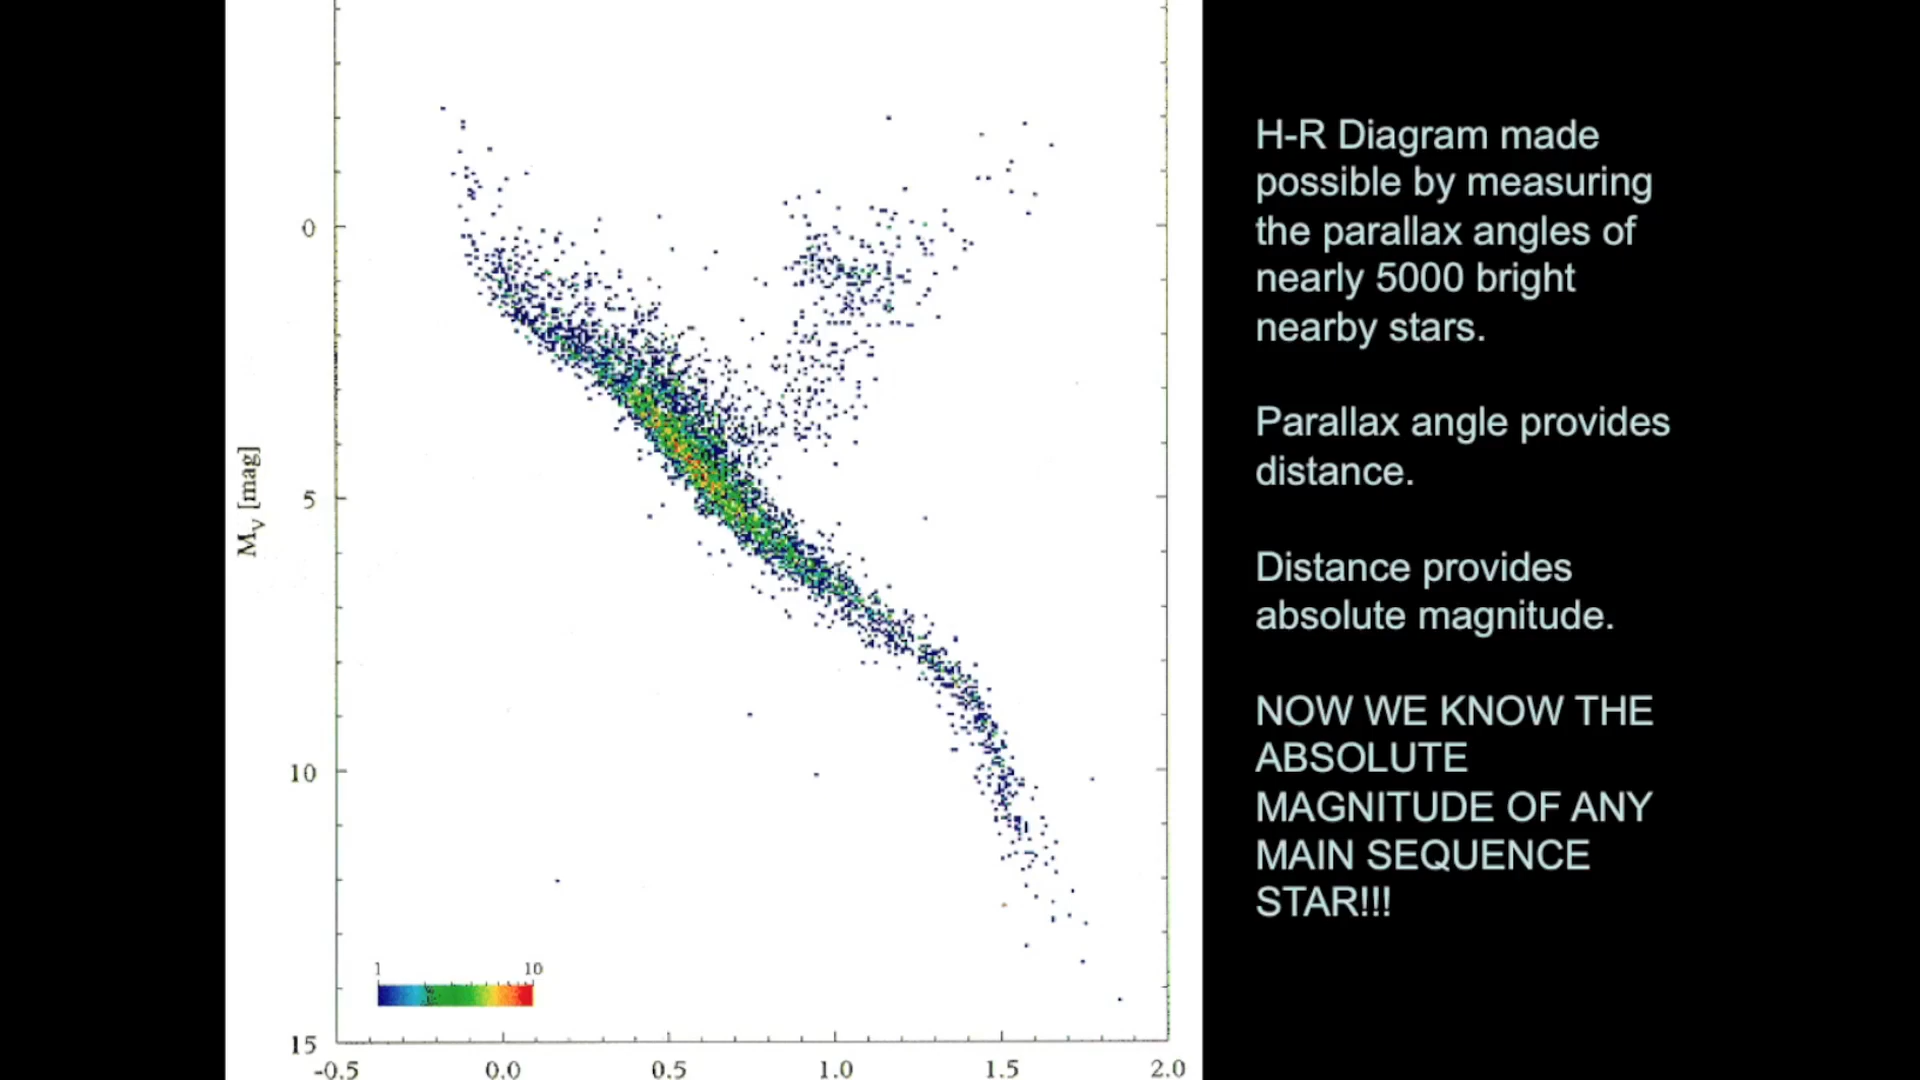 0
5
10
15
M_V [mag]
1 10
-0.5 0.0 0.5 1.0 1.5 2.0
H-R Diagram made
possible by measuring
the parallax angles of
nearly 5000 bright
nearby stars.
Parallax angle provides
distance.
Distance provides
absolute magnitude.
NOW WE KNOW THE
ABSOLUTE
MAGNITUDE OF ANY
MAIN SEQUENCE
STAR!!!